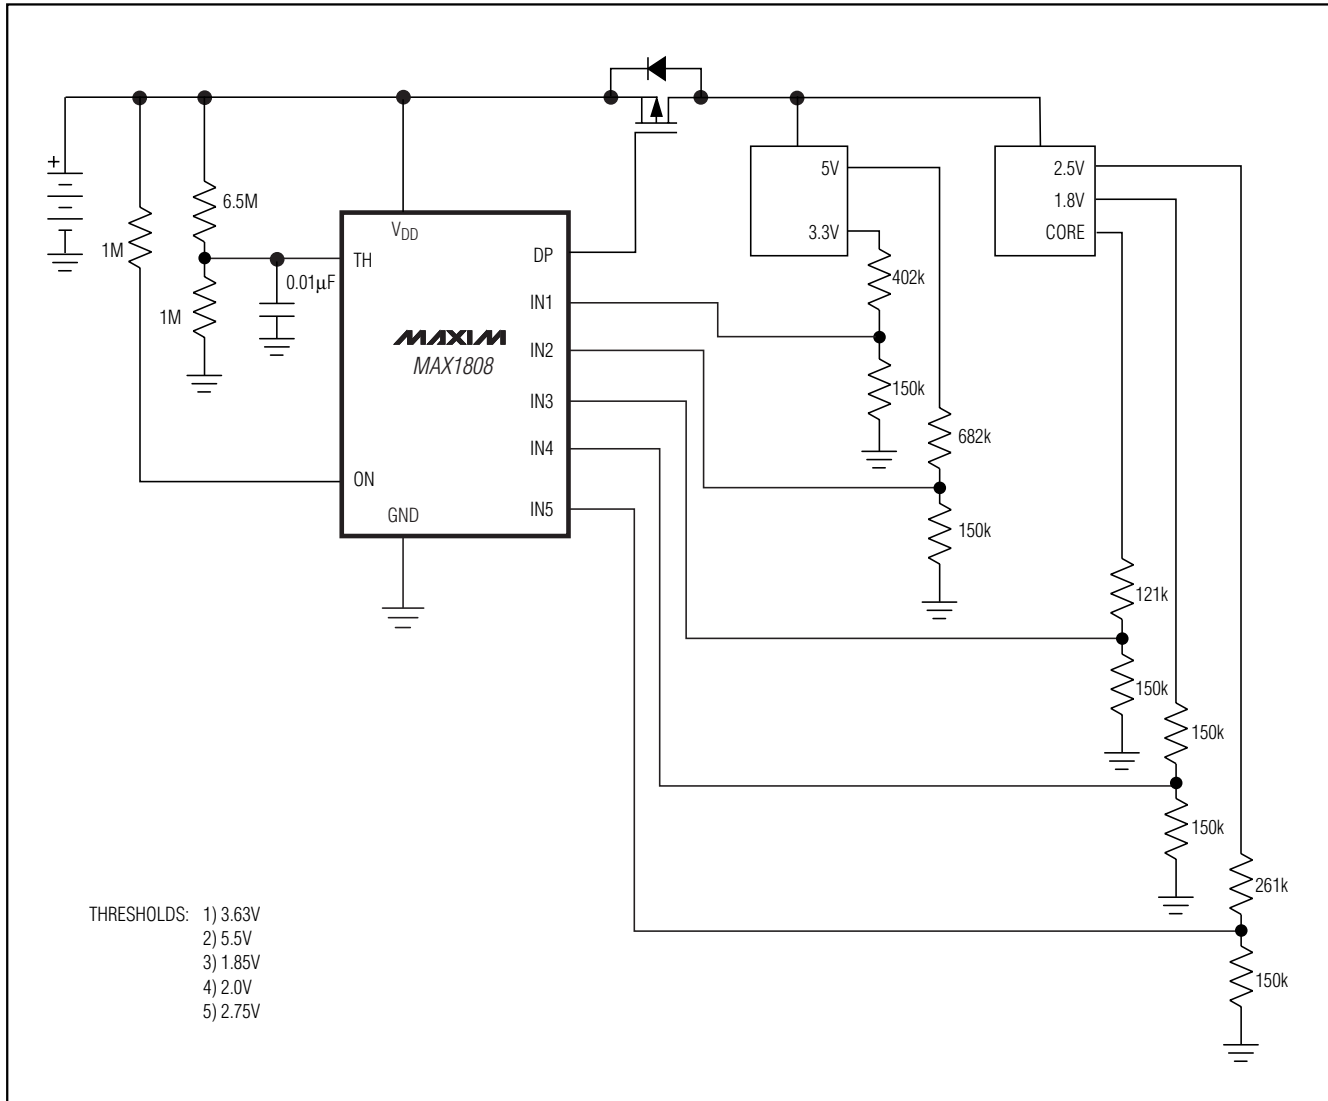 +
6.5M
1M
0.01µF
1M
VDD
TH
ON
GND
MAXIM
MAX1808
DP
IN1
IN2
IN3
IN4
IN5
5V
3.3V
2.5V
1.8V
CORE
402k
150k
682k
150k
121k
150k
150k
150k
261k
150k
THRESHOLDS: 1) 3.63V
2) 5.5V
3) 1.85V
4) 2.0V
5) 2.75V